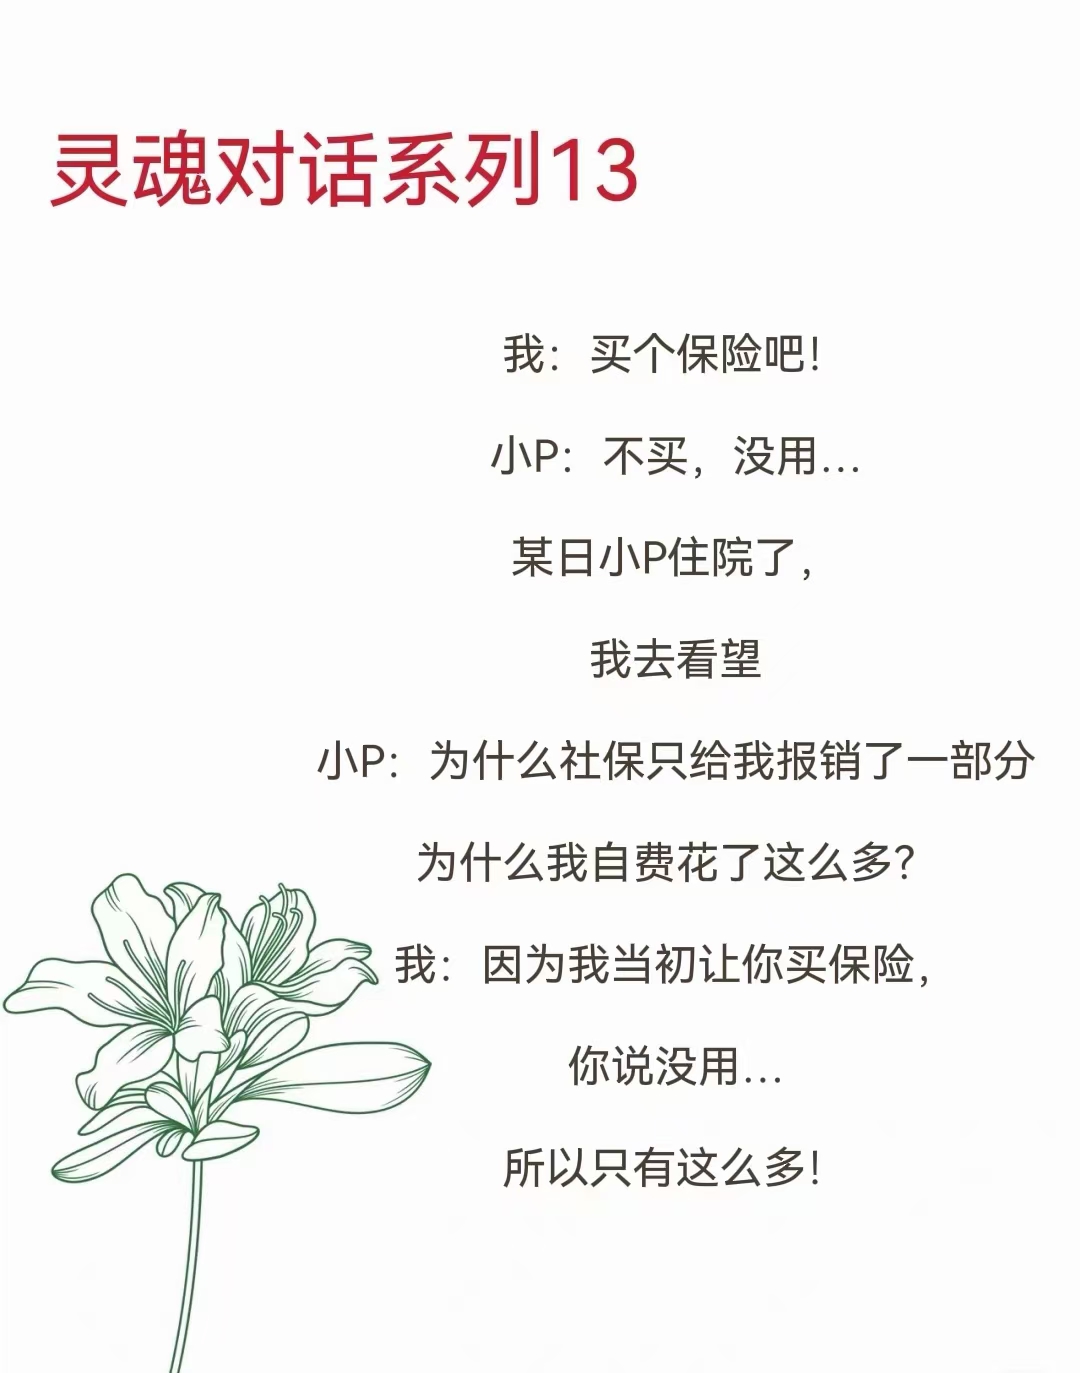 灵魂对话系列13
我：买个保险吧！
小P：不买，没用...
某日小P住院了，
我去看望
小P：为什么社保只给我报销了一部分
为什么我自费花了这么多？
我：因为我当初让你买保险，
你说没用...
所以只有这么多！